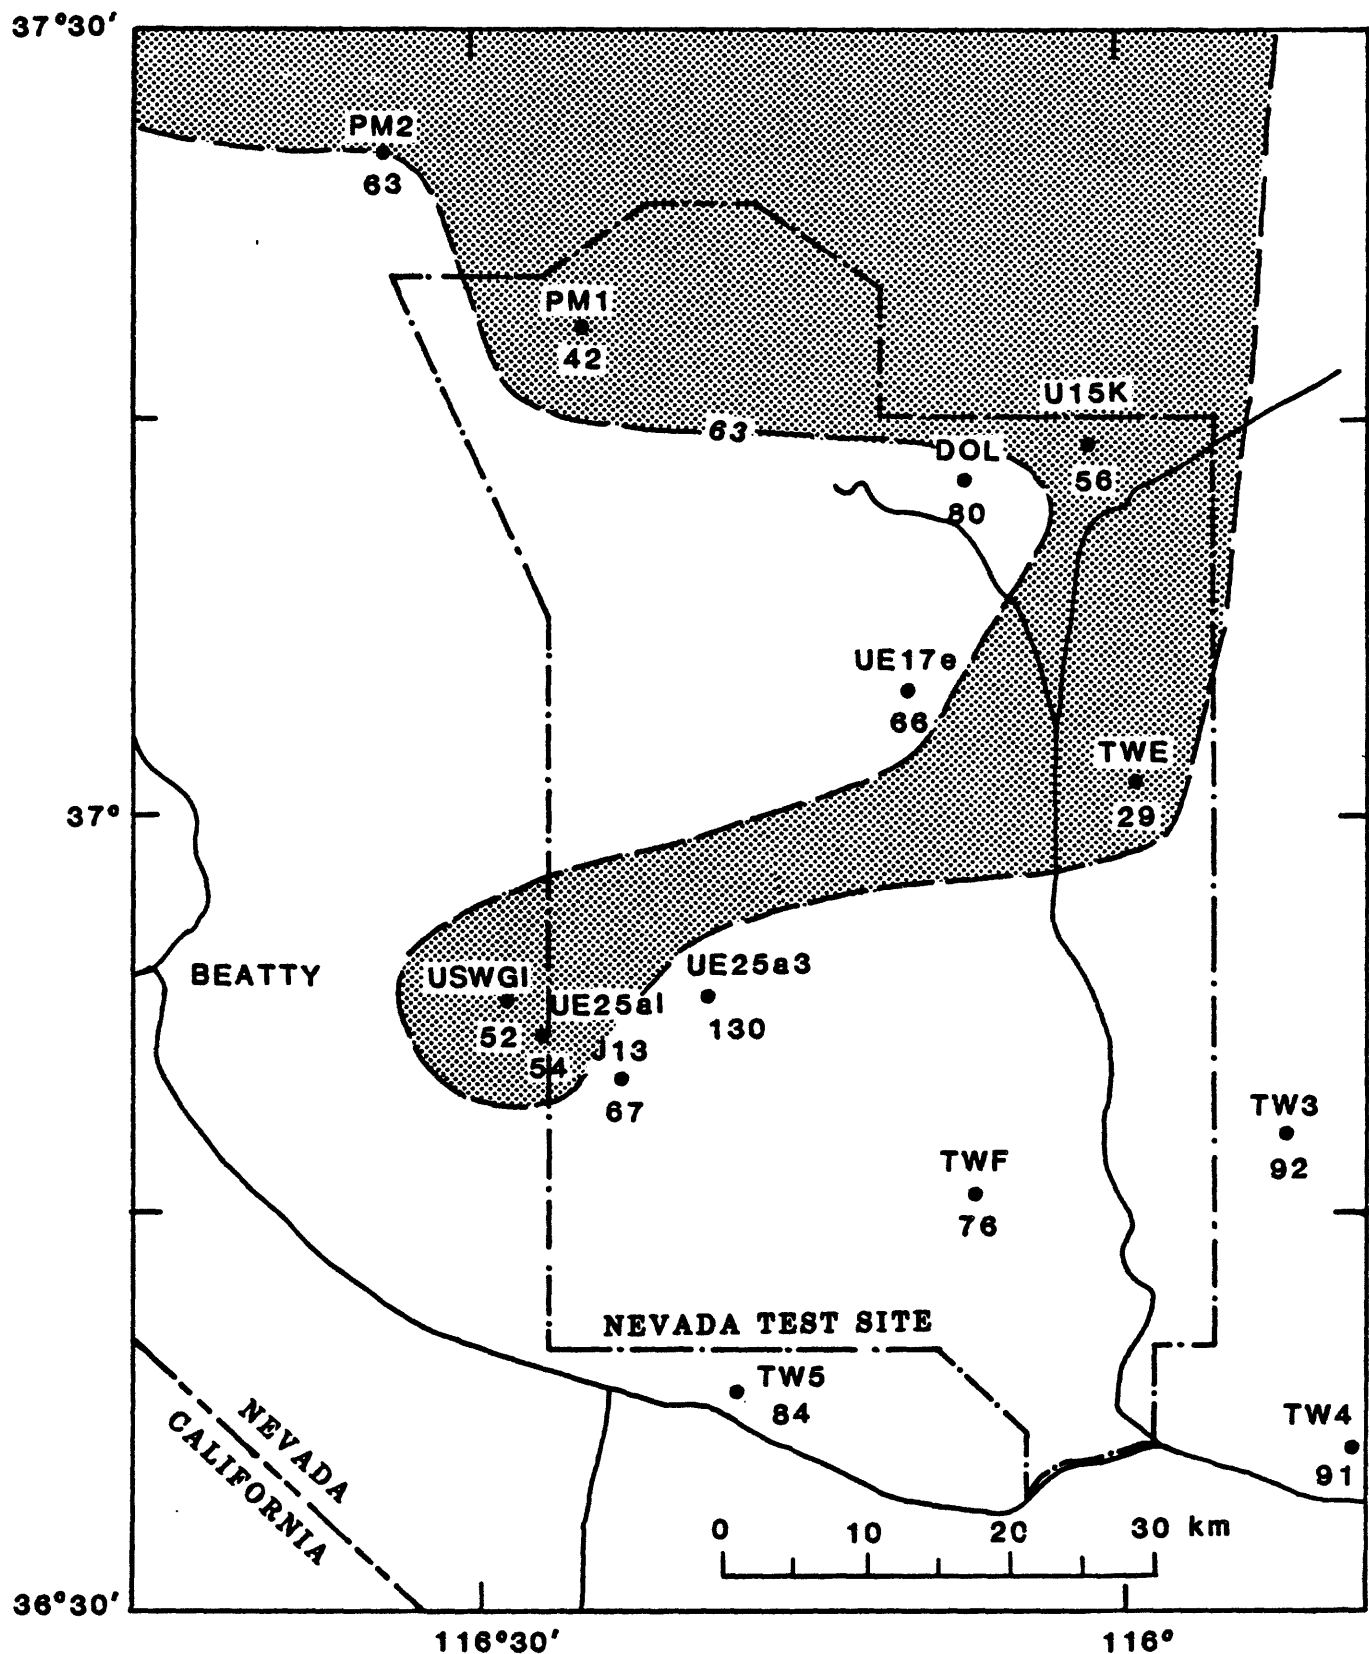 37°30′
PM2
63
PM1
42
U15K
63
DOL
56
80
UE17e
66
TWE
37°
29
UE25a3
BEATTY
USWGI
UE25aI
130
52
J13
54
67
TW3
TWF
92
76
NEVADA TEST SITE
TW5
84
TW4
NEVADA
CALIFORNIA
91
0 10 20 30 km
36°30′
116°30′ 116°